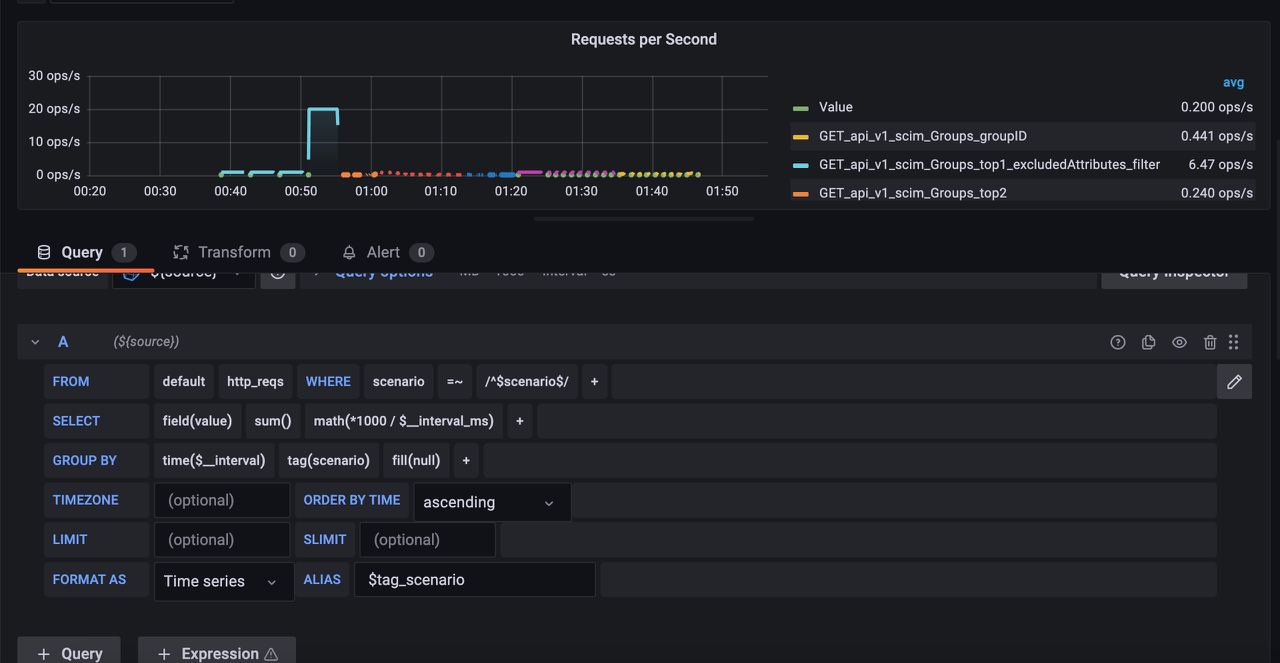 Requests per Second
30 ops/s
20 ops/s
10 ops/s
0 ops/s
00:20 00:30 00:40 00:50 01:00 01:10 01:20 01:30 01:40 01:50
avg
Value 0.200 ops/s
GET_api_v1_scim_Groups_groupID 0.441 ops/s
GET_api_v1_scim_Groups_top1_excludedAttributes_filter 6.47 ops/s
GET_api_v1_scim_Groups_top2 0.240 ops/s
Query 1 Transform 0 Alert 0
Data source ${source} Query options Query inspector
A (${source})
FROM default http_reqs WHERE scenario =~ /^$scenario$/ +
SELECT field(value) sum() math(*1000 / $__interval_ms) +
GROUP BY time($__interval) tag(scenario) fill(null) +
TIMEZONE (optional) ORDER BY TIME ascending
LIMIT (optional) SLIMIT (optional)
FORMAT AS Time series ALIAS $tag_scenario
+ Query + Expression